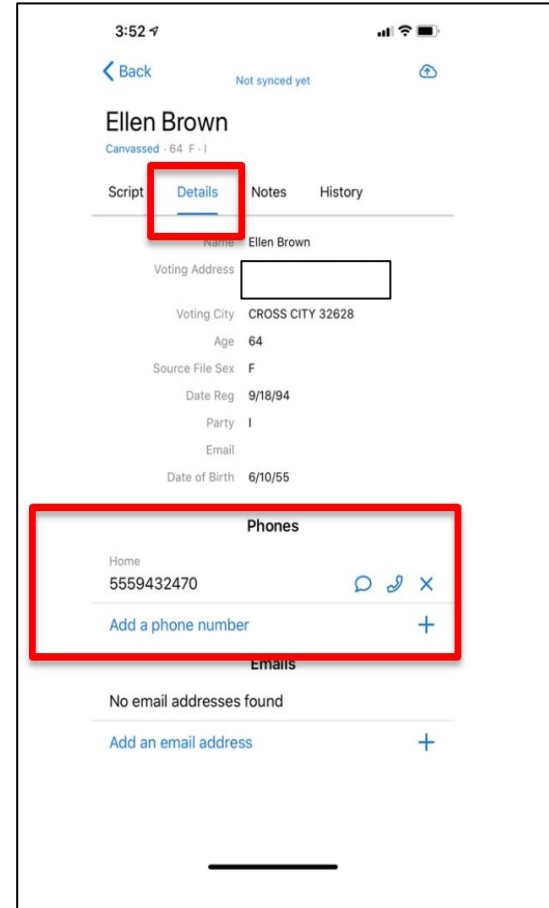 3:52
Back
Not synced yet
Ellen Brown
Canvassed · 64 F · I
Script Details Notes History
Name Ellen Brown
Voting Address
Voting City CROSS CITY 32628
Age 64
Source File Sex F
Date Reg 9/18/94
Party I
Email
Date of Birth 6/10/55
Phones
Home
5559432470
Add a phone number
Emails
No email addresses found
Add an email address